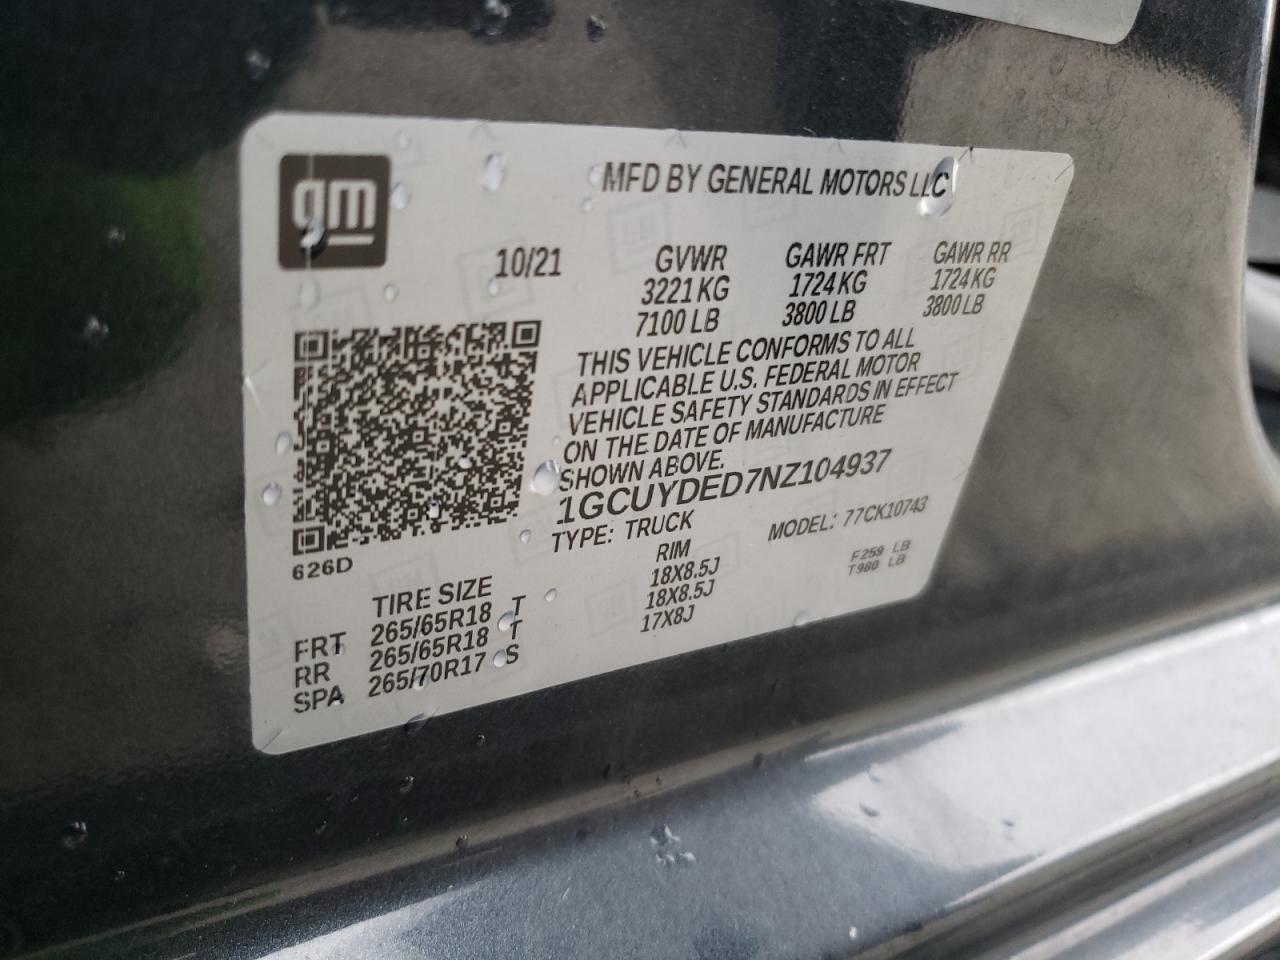 gm
MFD BY GENERAL MOTORS LLC
10/21 GVWR GAWR FRT GAWR RR
3221 KG 1724 KG 1724 KG
7100 LB 3800 LB 3800 LB
THIS VEHICLE CONFORMS TO ALL
APPLICABLE U.S. FEDERAL MOTOR
VEHICLE SAFETY STANDARDS IN EFFECT
ON THE DATE OF MANUFACTURE
SHOWN ABOVE.
1GCUYDED7NZ104937
TYPE: TRUCK MODEL: 77CK10743
626D
F259 LB
T980 LB
TIRE SIZE RIM
FRT 265/65R18 T 18X8.5J
RR 265/65R18 T 18X8.5J
SPA 265/70R17 S 17X8J